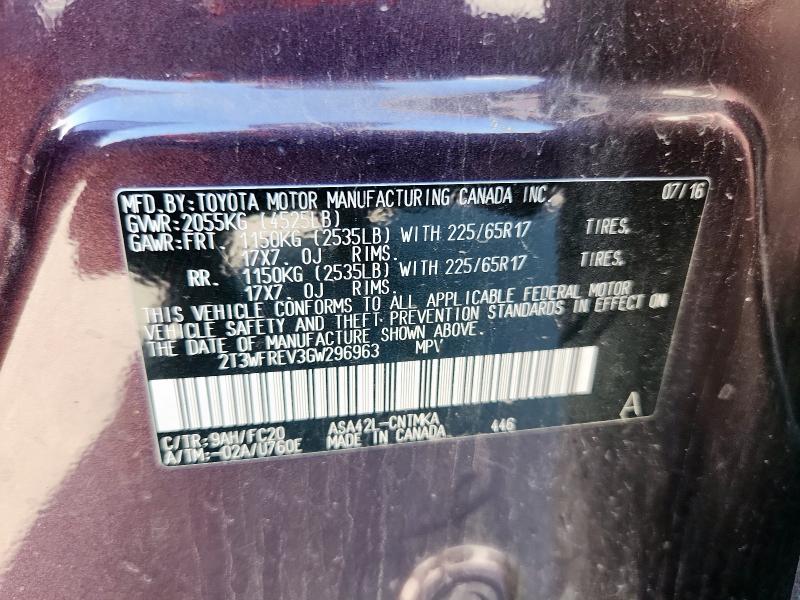 MFD.BY:TOYOTA MOTOR MANUFACTURING CANADA INC. 07/16
GVWR:2055KG (4525LB)
GAWR:FRT. 1150KG (2535LB) WITH 225/65R17 TIRES,
17X7. 0J RIMS.
RR. 1150KG (2535LB) WITH 225/65R17 TIRES,
17X7 0J RIMS.
THIS VEHICLE CONFORMS TO ALL APPLICABLE FEDERAL MOTOR
VEHICLE SAFETY AND THEFT PREVENTION STANDARDS IN EFFECT ON
THE DATE OF MANUFACTURE SHOWN ABOVE.
2T3WFREV3GW296963 MPV
C/TR:9AH/FC20 ASA42L-CNTMKA 446 A
A/TM:-02A/U760E MADE IN CANADA